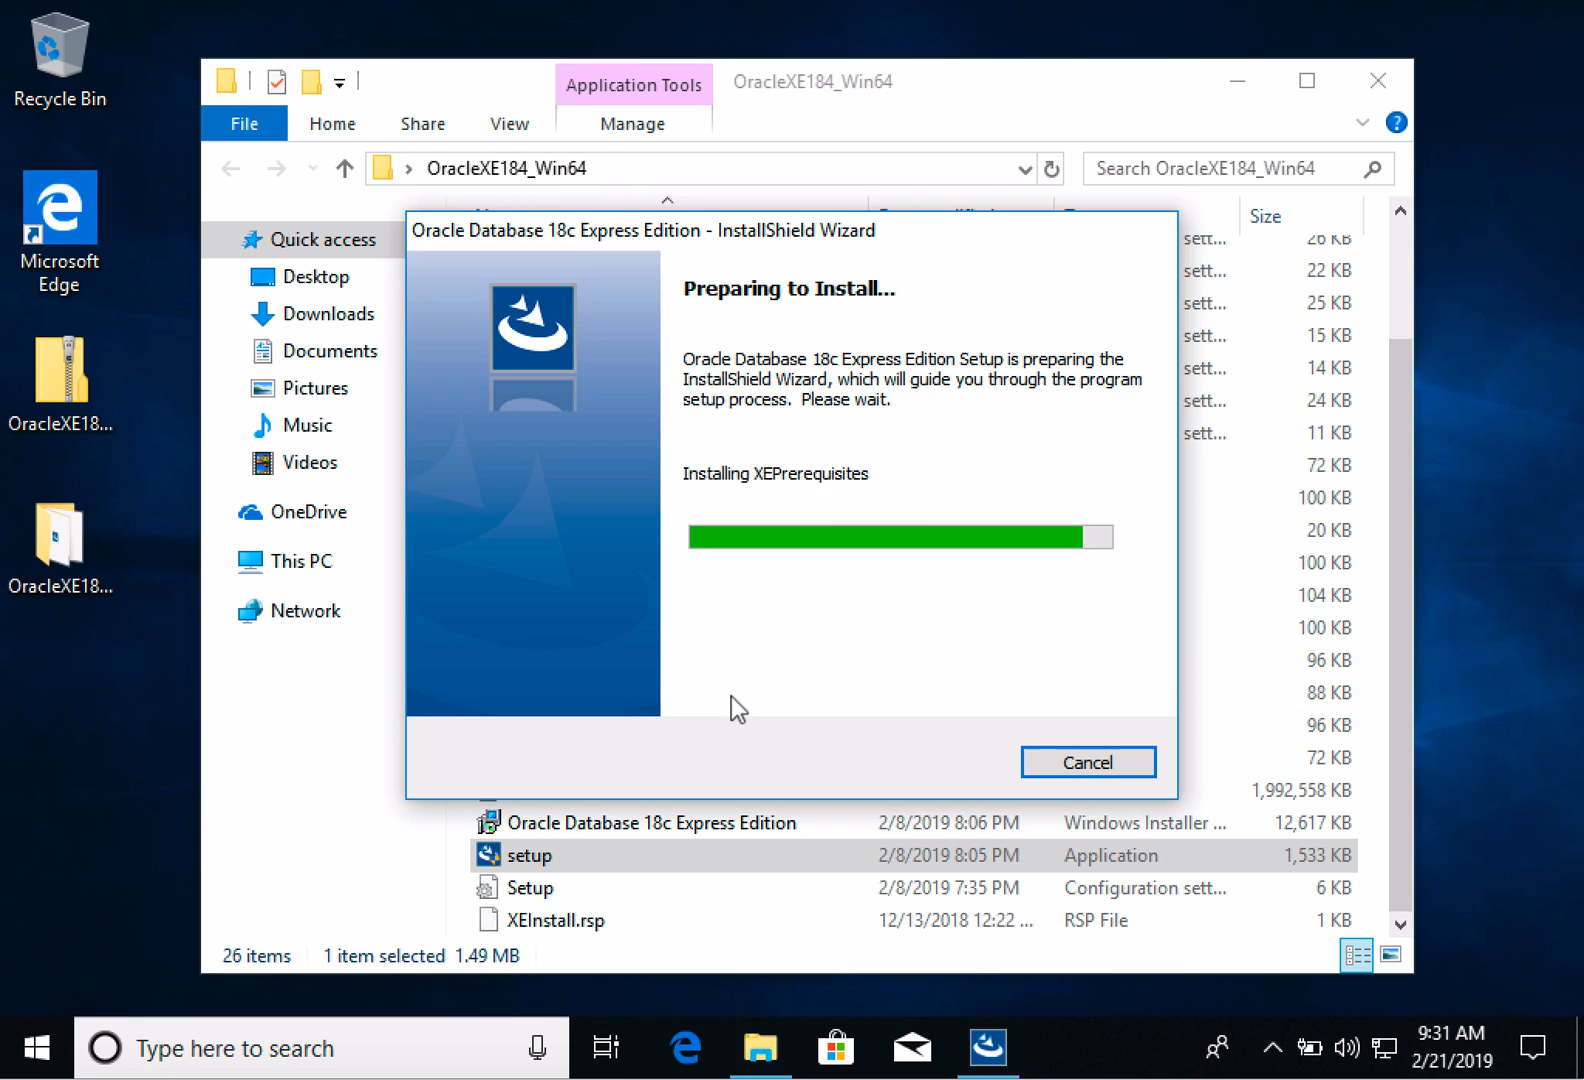 Recycle Bin
Microsoft
Edge
OracleXE18...
OracleXE18...
Application Tools
OracleXE184_Win64
File
Home
Share
View
Manage
?
OracleXE184_Win64
Search OracleXE184_Win64
Quick access
Desktop
Downloads
Documents
Pictures
Music
Videos
OneDrive
This PC
Network
Size
sett... 26 KB
sett... 22 KB
sett... 25 KB
sett... 15 KB
sett... 14 KB
sett... 24 KB
sett... 11 KB
72 KB
100 KB
20 KB
100 KB
104 KB
100 KB
96 KB
88 KB
96 KB
72 KB
1,992,558 KB
Oracle Database 18c Express Edition - InstallShield Wizard
Preparing to Install...
Oracle Database 18c Express Edition Setup is preparing the
InstallShield Wizard, which will guide you through the program
setup process. Please wait.
Installing XEPrerequisites
Cancel
Oracle Database 18c Express Edition 2/8/2019 8:06 PM Windows Installer ... 12,617 KB
setup 2/8/2019 8:05 PM Application 1,533 KB
Setup 2/8/2019 7:35 PM Configuration sett... 6 KB
XEInstall.rsp 12/13/2018 12:22 ... RSP File 1 KB
26 items 1 item selected 1.49 MB
Type here to search
9:31 AM
2/21/2019